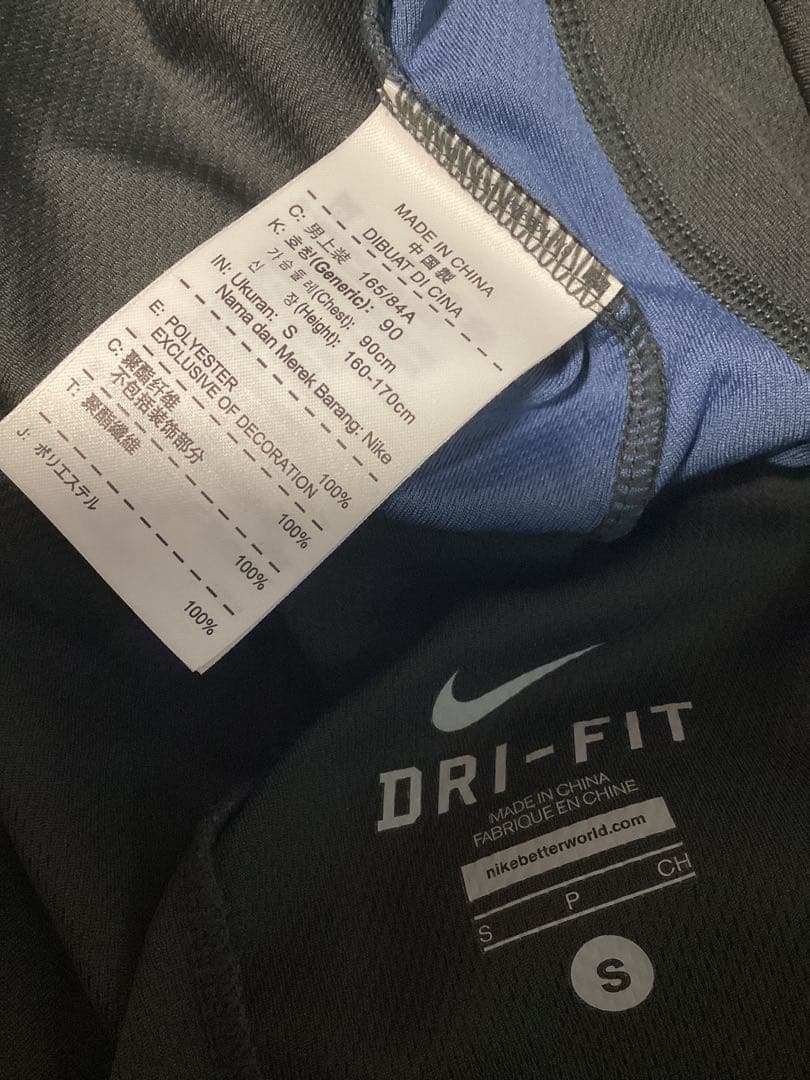 MADE IN CHINA
中国製
DIBUAT DI CINA
C: 男上装 165/84A
K: 호칭(Generic): 90
가슴둘레(Chest): 90cm
신 장(Height): 160-170cm
IN: Ukuran: S
Nama dan Merek Barang: Nike
E: POLYESTER 100%
EXCLUSIVE OF DECORATION
C: 聚酯纤维 100%
不包括装饰部分
T: 聚酯纖維 100%
J: ポリエステル 100%
DRI-FIT
MADE IN CHINA
FABRIQUE EN CHINE
nikebetterworld.com
S P CH
S